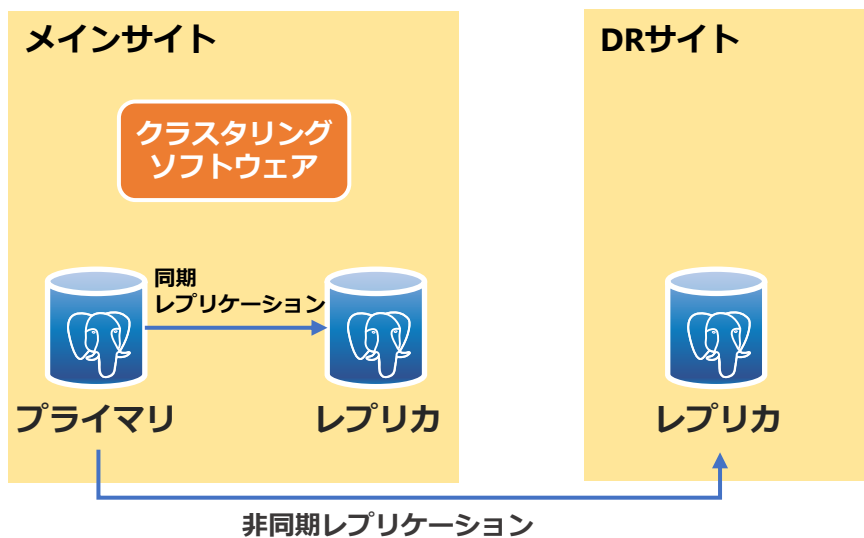 メインサイト
DRサイト
クラスタリング
ソフトウェア
同期
レプリケーション
プライマリ
レプリカ
レプリカ
非同期レプリケーション